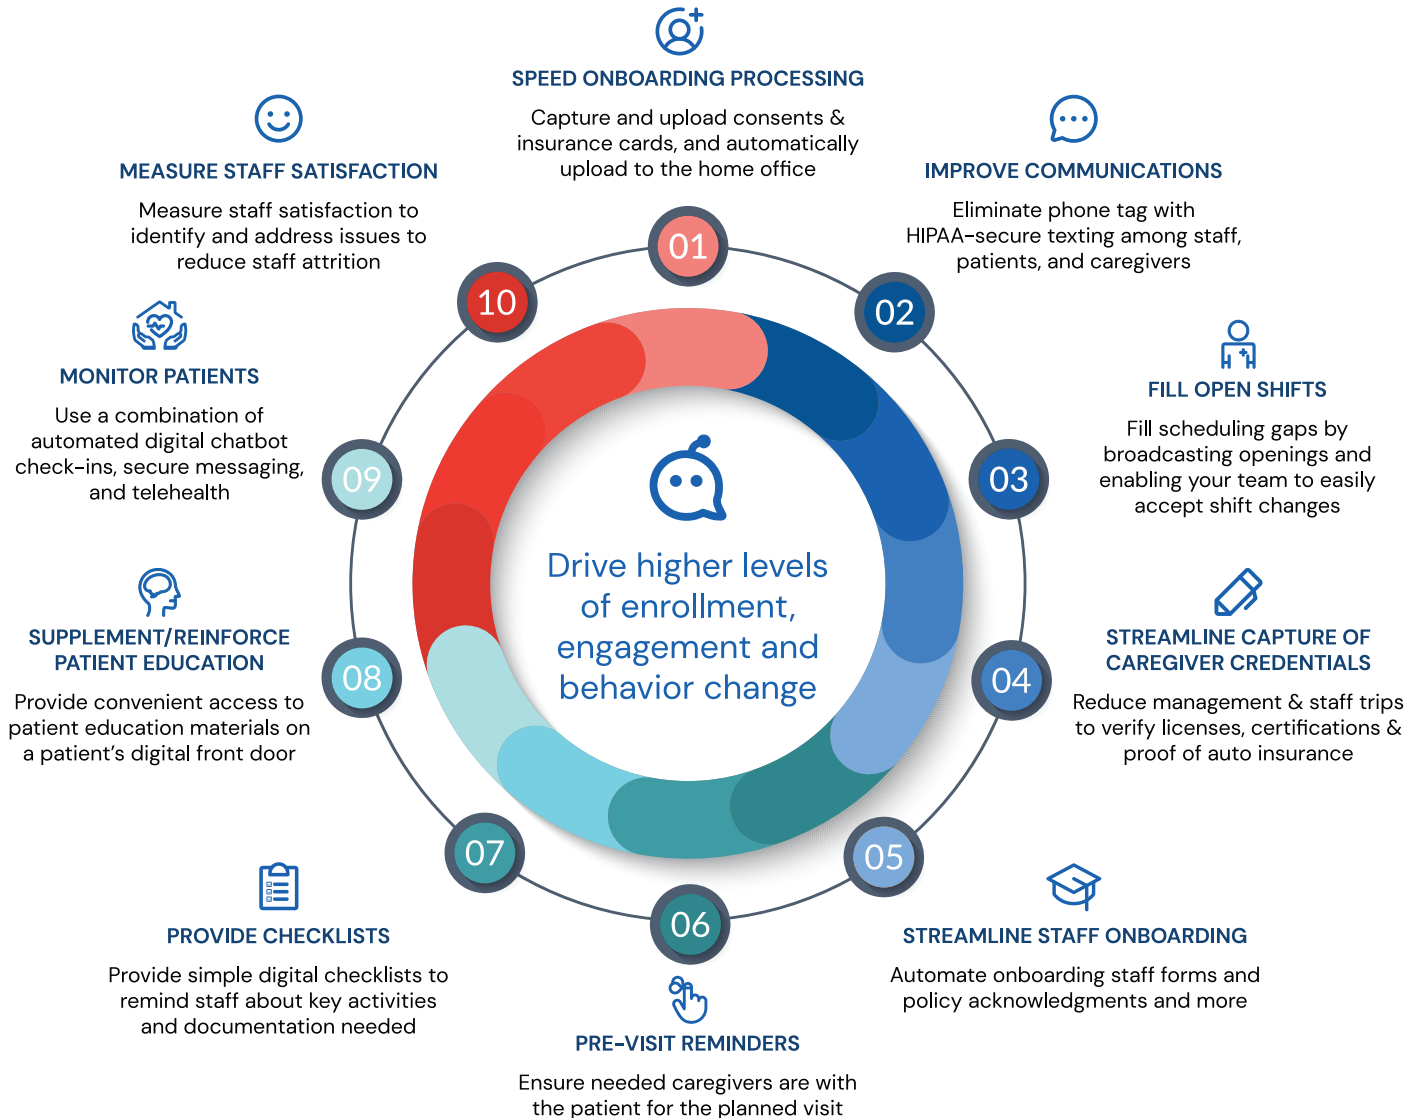 SPEED ONBOARDING PROCESSING
Capture and upload consents &
insurance cards, and automatically
upload to the home office
01
IMPROVE COMMUNICATIONS
Eliminate phone tag with
HIPAA-secure texting among staff,
patients, and caregivers
02
FILL OPEN SHIFTS
Fill scheduling gaps by
broadcasting openings and
enabling your team to easily
accept shift changes
03
STREAMLINE CAPTURE OF
CAREGIVER CREDENTIALS
Reduce management & staff trips
to verify licenses, certifications &
proof of auto insurance
04
STREAMLINE STAFF ONBOARDING
Automate onboarding staff forms and
policy acknowledgments and more
05
06
PRE-VISIT REMINDERS
Ensure needed caregivers are with
the patient for the planned visit
07
PROVIDE CHECKLISTS
Provide simple digital checklists to
remind staff about key activities
and documentation needed
08
SUPPLEMENT/REINFORCE
PATIENT EDUCATION
Provide convenient access to
patient education materials on
a patient's digital front door
09
MONITOR PATIENTS
Use a combination of
automated digital chatbot
check-ins, secure messaging,
and telehealth
10
MEASURE STAFF SATISFACTION
Measure staff satisfaction to
identify and address issues to
reduce staff attrition
Drive higher levels
of enrollment,
engagement and
behavior change